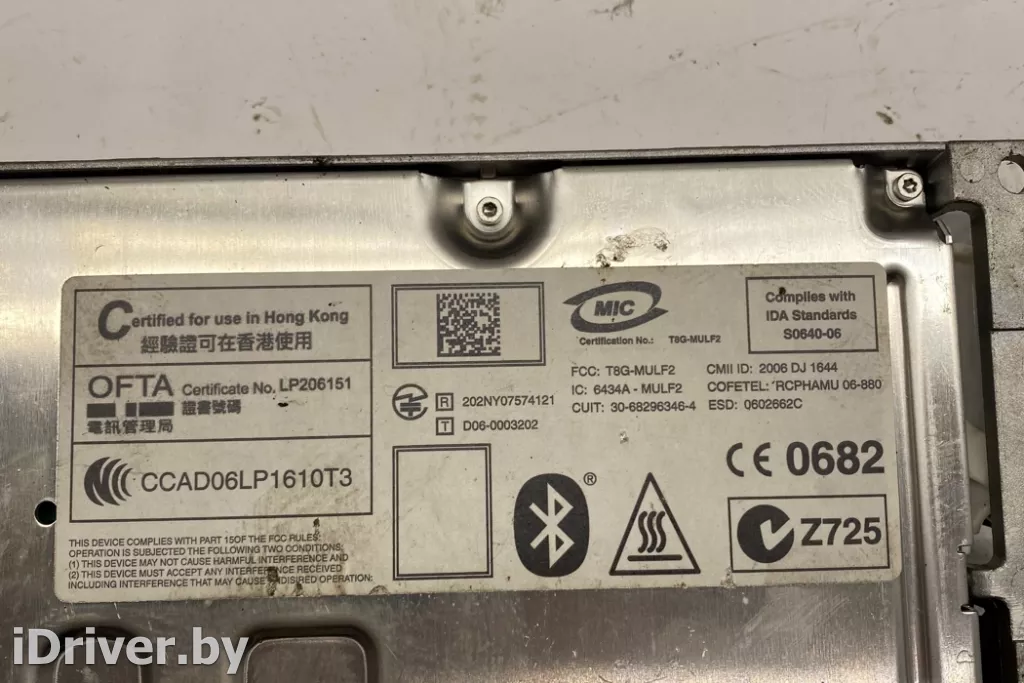 Certified for use in Hong Kong
經驗證可在香港使用
OFTA Certificate No. LP206151
證書號碼
電訊管理局
CCAD06LP1610T3
THIS DEVICE COMPLIES WITH PART 15OF THE FCC RULES
OPERATION IS SUBJECTED THE FOLLOWING TWO CONDITIONS;
(1) THIS DEVICE MAY NOT CAUSE HARMFUL INTERFERENCE AND
(2) THIS DEVICE MUST ACCEPT ANY INTERFERENCE RECEIVED
INCLUDING INTERFERENCE THAT MAY CAUSE UNDISIRED OPERATION:
R 202NY07574121
T D06-0003202
MIC
Certification No.: T8G-MULF2
Complies with
IDA Standards
S0640-06
FCC: T8G-MULF2 CMII ID: 2006 DJ 1644
IC: 6434A - MULF2 COFETEL: RCPHAMU 06-880
CUIT: 30-68296346-4 ESD: 0602662C
CE 0682
®
Z725
iDriver.by